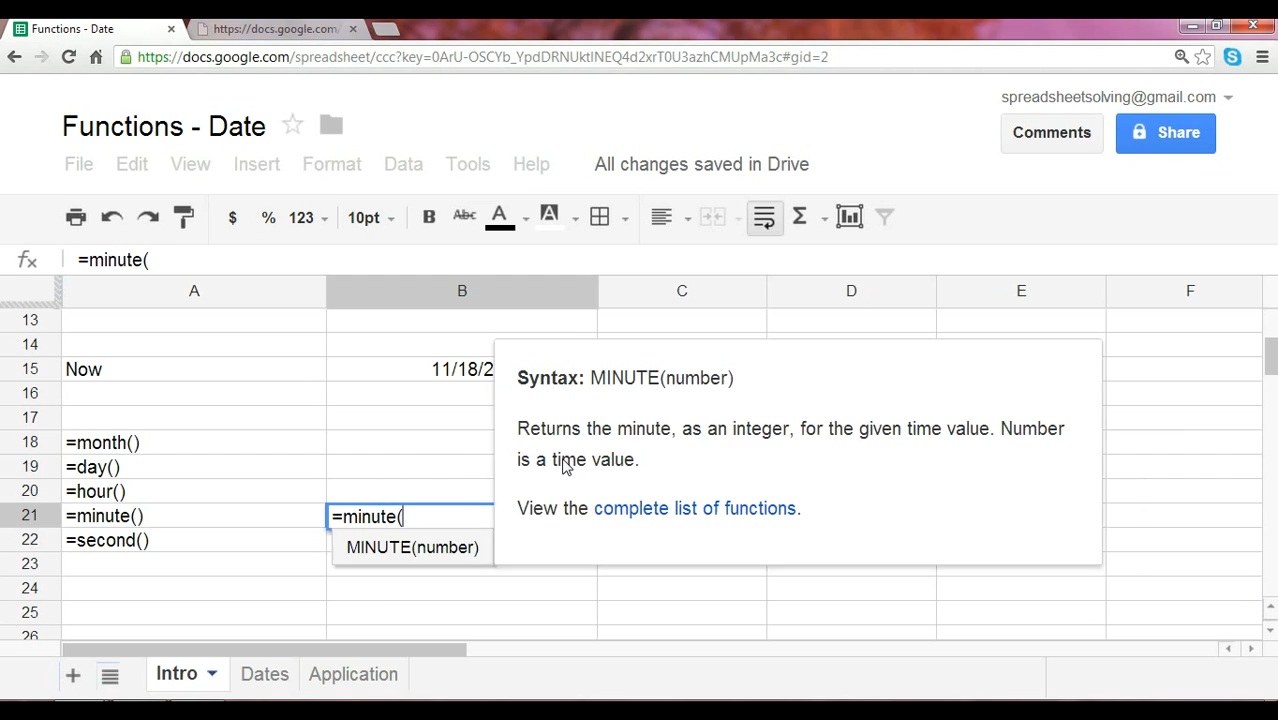 Functions - Date
https://docs.google.com/
https://docs.google.com/spreadsheet/ccc?key=0ArU-OSCYb_YpdDRNUktINEQ4d2xrT0U3azhCMUpMa3c#gid=2
spreadsheetsolving@gmail.com
Functions - Date
Comments
Share
File Edit View Insert Format Data Tools Help All changes saved in Drive
$ % 123 10pt B Abc A A Σ
fx =minute(
A B C D E F
13
14
15 Now 11/18/2
16
17
18 =month()
19 =day()
20 =hour()
21 =minute() =minute(
22 =second()
23
24
25
26
MINUTE(number)
Syntax: MINUTE(number)
Returns the minute, as an integer, for the given time value. Number
is a time value.
View the complete list of functions.
Intro Dates Application